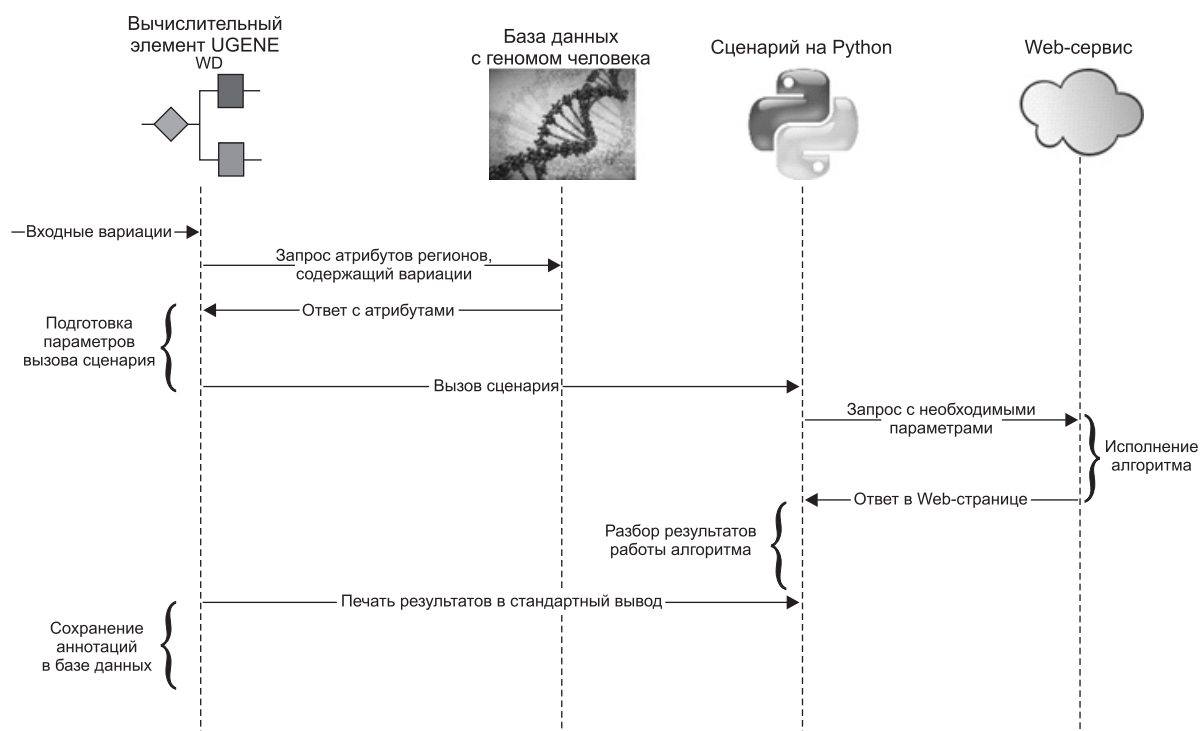 Вычислительный
элемент UGENE
WD
База данных
с геномом человека
Сценарий на Python
Web-сервис
Входные вариации
Запрос атрибутов регионов,
содержащий вариации
Ответ с атрибутами
Подготовка
параметров
вызова сценария
Вызов сценария
Запрос с необходимыми
параметрами
Исполнение
алгоритма
Ответ в Web-странице
Разбор результатов
работы алгоритма
Печать результатов в стандартный вывод
Сохранение
аннотаций
в базе данных